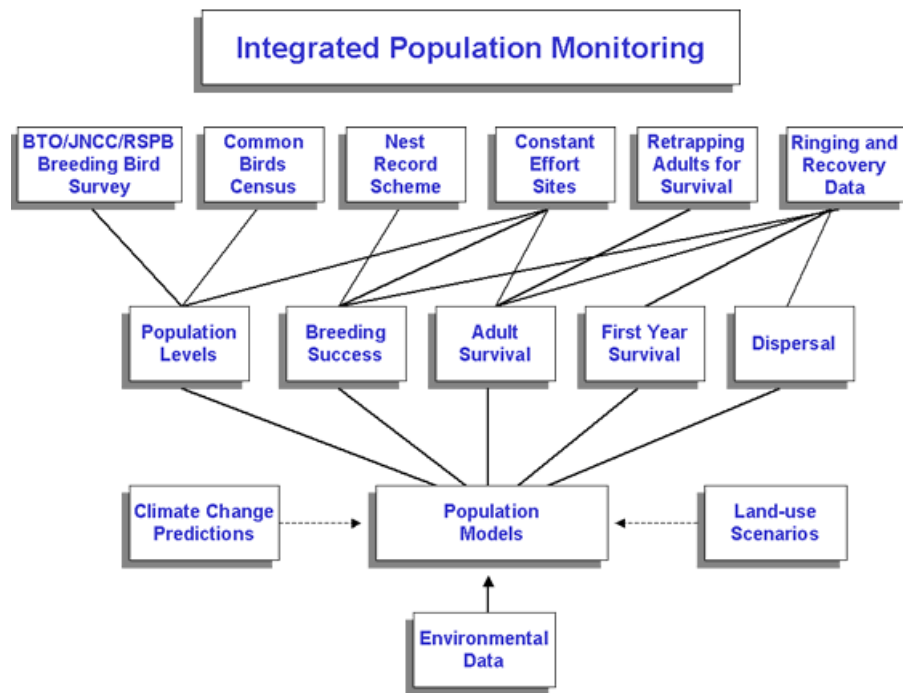 Integrated Population Monitoring
BTO/JNCC/RSPB
Breeding Bird
Survey
Common
Birds
Census
Nest
Record
Scheme
Constant
Effort
Sites
Retrapping
Adults for
Survival
Ringing and
Recovery
Data
Population
Levels
Breeding
Success
Adult
Survival
First Year
Survival
Dispersal
Climate Change
Predictions
Population
Models
Land-use
Scenarios
Environmental
Data